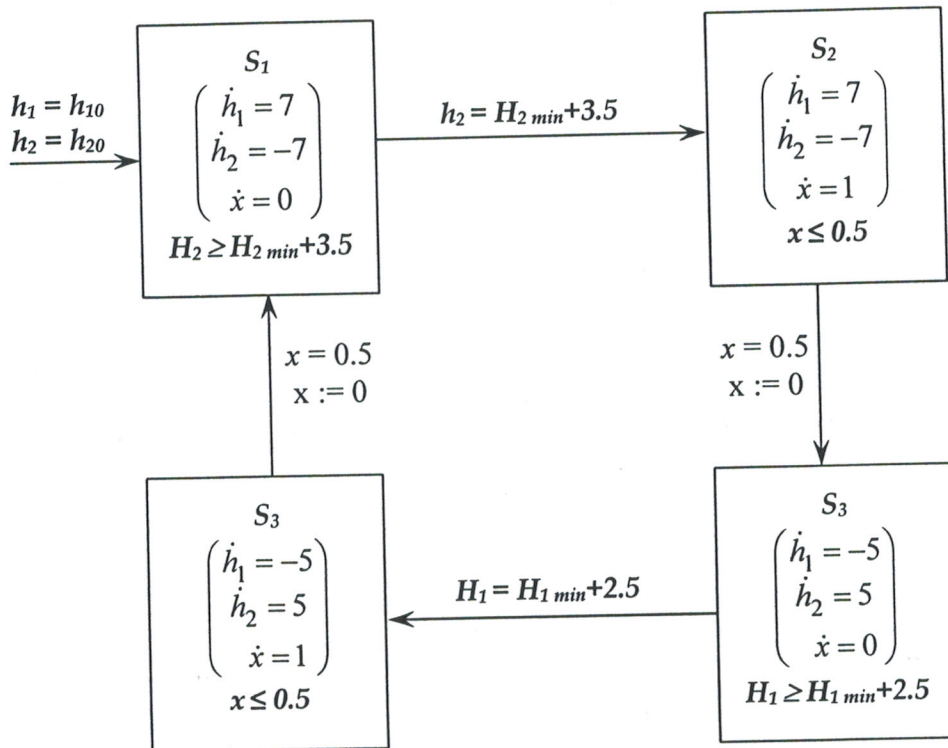 h₁ = h₁₀
h₂ = h₂₀
S₁
ḣ₁ = 7
ḣ₂ = −7
ẋ = 0
H₂ ≥ H₂ min+3.5
h₂ = H₂ min+3.5
S₂
ḣ₁ = 7
ḣ₂ = −7
ẋ = 1
x ≤ 0.5
x = 0.5
x := 0
x = 0.5
x := 0
S₃
ḣ₁ = −5
ḣ₂ = 5
ẋ = 1
x ≤ 0.5
H₁ = H₁ min+2.5
S₃
ḣ₁ = −5
ḣ₂ = 5
ẋ = 0
H₁ ≥ H₁ min+2.5